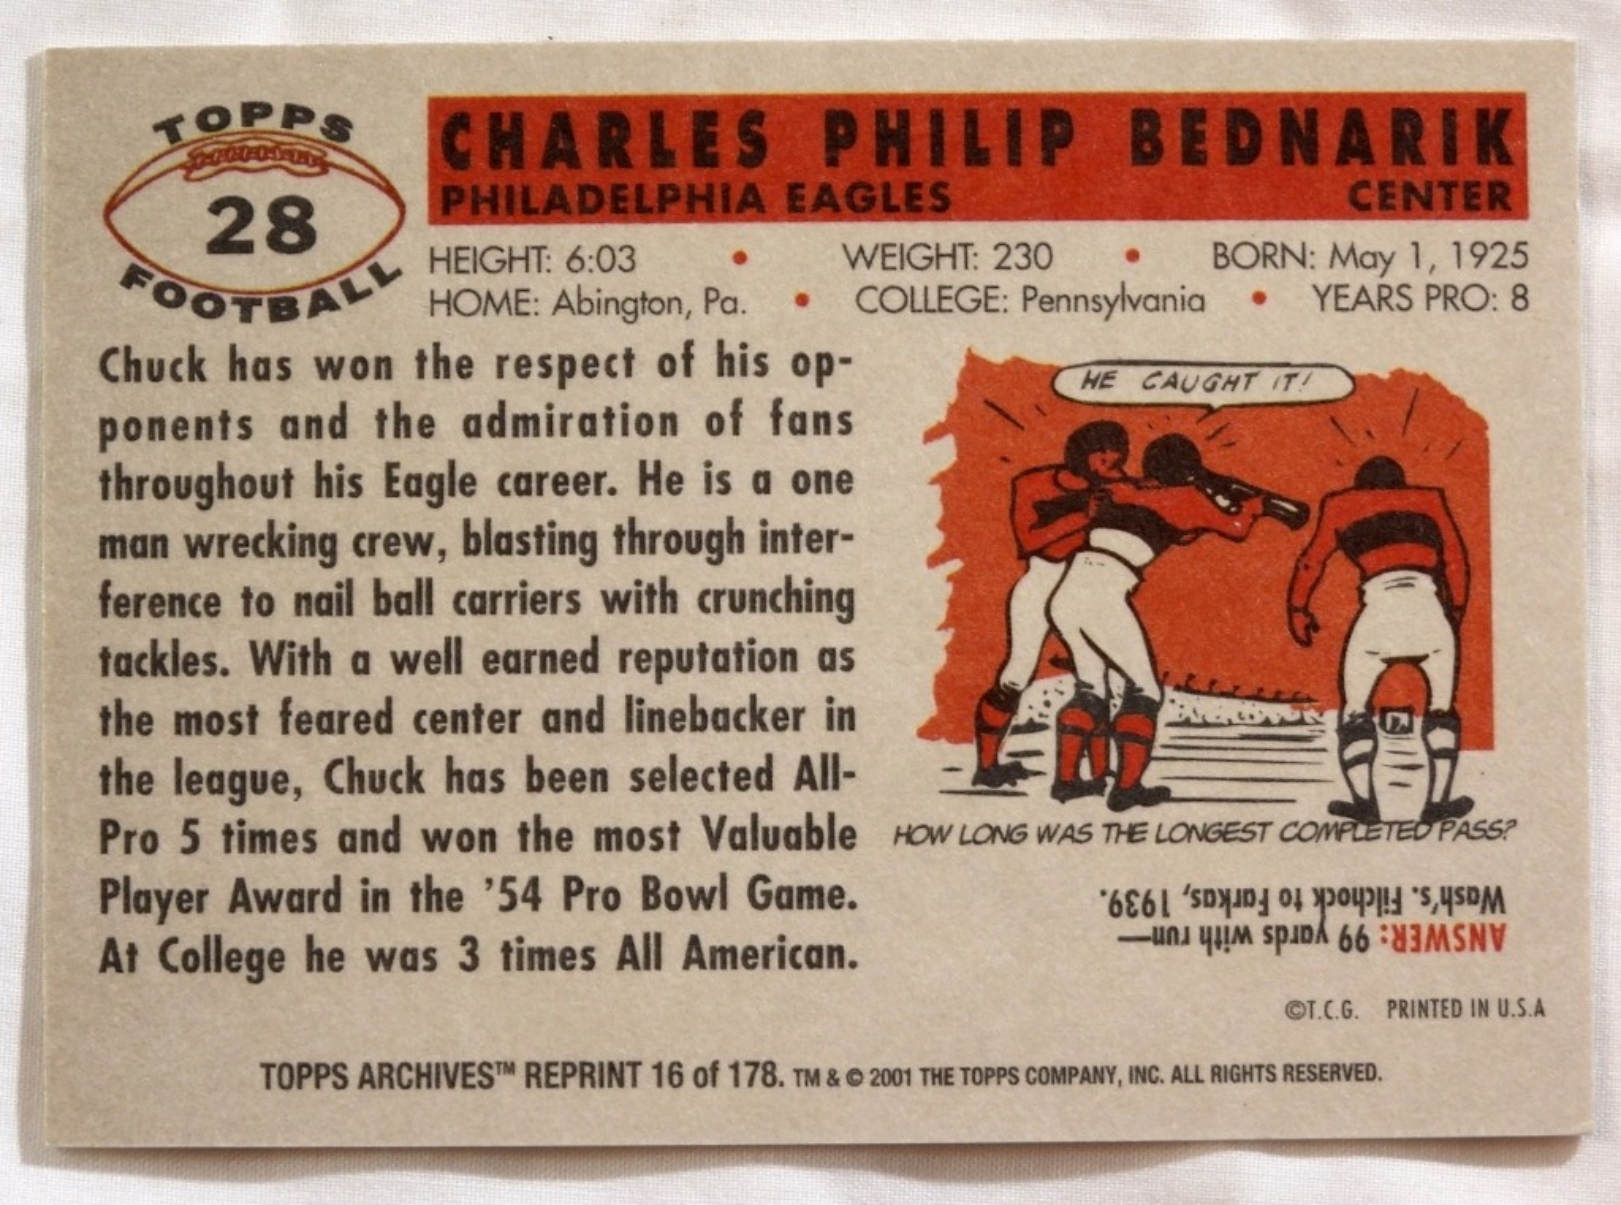 TOPPS
28
FOOTBALL
CHARLES PHILIP BEDNARIK
PHILADELPHIA EAGLES CENTER
HEIGHT: 6:03 • WEIGHT: 230 • BORN: May 1, 1925
HOME: Abington, Pa. • COLLEGE: Pennsylvania • YEARS PRO: 8
Chuck has won the respect of his op-
ponents and the admiration of fans
throughout his Eagle career. He is a one
man wrecking crew, blasting through inter-
ference to nail ball carriers with crunching
tackles. With a well earned reputation as
the most feared center and linebacker in
the league, Chuck has been selected All-
Pro 5 times and won the most Valuable
Player Award in the ’54 Pro Bowl Game.
At College he was 3 times All American.
HE CAUGHT IT!
HOW LONG WAS THE LONGEST COMPLETED PASS?
ANSWER: 99 yards with run—
Wash’s. Filchock to Farkas, 1939.
©T.C.G. PRINTED IN U.S.A
TOPPS ARCHIVES™ REPRINT 16 of 178. TM & © 2001 THE TOPPS COMPANY, INC. ALL RIGHTS RESERVED.